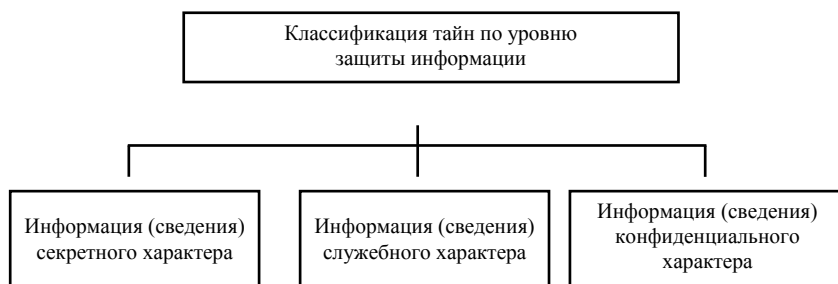 Классификация тайн по уровню
защиты информации
Информация (сведения)
секретного характера
Информация (сведения)
служебного характера
Информация (сведения)
конфиденциального
характера